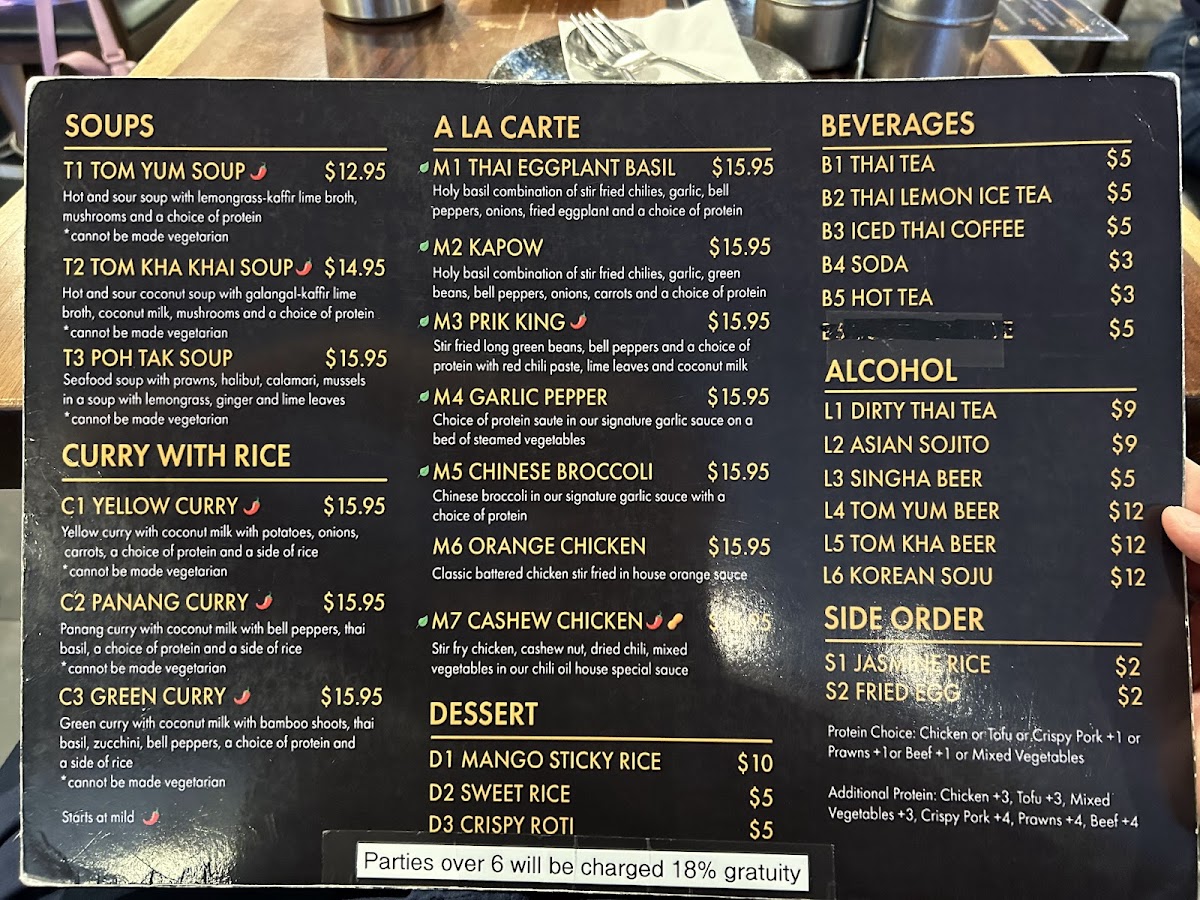 SOUPS
T1 TOM YUM SOUP $12.95
Hot and sour soup with lemongrass-kaffir lime broth,
mushrooms and a choice of protein
*cannot be made vegetarian
T2 TOM KHA KHAI SOUP $14.95
Hot and sour coconut soup with galangal-kaffir lime
broth, coconut milk, mushrooms and a choice of protein
*cannot be made vegetarian
T3 POH TAK SOUP $15.95
Seafood soup with prawns, halibut, calamari, mussels
in a soup with lemongrass, ginger and lime leaves
*cannot be made vegetarian
CURRY WITH RICE
C1 YELLOW CURRY $15.95
Yellow curry with coconut milk with potatoes, onions,
carrots, a choice of protein and a side of rice
*cannot be made vegetarian
C2 PANANG CURRY $15.95
Panang curry with coconut milk with bell peppers, thai
basil, a choice of protein and a side of rice
*cannot be made vegetarian
C3 GREEN CURRY $15.95
Green curry with coconut milk with bamboo shoots, thai
basil, zucchini, bell peppers, a choice of protein and
a side of rice
*cannot be made vegetarian
Starts at mild
A LA CARTE
M1 THAI EGGPLANT BASIL $15.95
Holy basil combination of stir fried chilies, garlic, bell
peppers, onions, fried eggplant and a choice of protein
M2 KAPOW $15.95
Holy basil combination of stir fried chilies, garlic, green
beans, bell peppers, onions, carrots and a choice of protein
M3 PRIK KING $15.95
Stir fried long green beans, bell peppers and a choice of
protein with red chili paste, lime leaves and coconut milk
M4 GARLIC PEPPER $15.95
Choice of protein saute in our signature garlic sauce on a
bed of steamed vegetables
M5 CHINESE BROCCOLI $15.95
Chinese broccoli in our signature garlic sauce with a
choice of protein
M6 ORANGE CHICKEN $15.95
Classic battered chicken stir fried in house orange sauce
M7 CASHEW CHICKEN $15.95
Stir fry chicken, cashew nut, dried chili, mixed
vegetables in our chili oil house special sauce
DESSERT
D1 MANGO STICKY RICE $10
D2 SWEET RICE $5
D3 CRISPY ROTI $5
Parties over 6 will be charged 18% gratuity
BEVERAGES
B1 THAI TEA $5
B2 THAI LEMON ICE TEA $5
B3 ICED THAI COFFEE $5
B4 SODA $3
B5 HOT TEA $3
$5
ALCOHOL
L1 DIRTY THAI TEA $9
L2 ASIAN SOJITO $9
L3 SINGHA BEER $5
L4 TOM YUM BEER $12
L5 TOM KHA BEER $12
L6 KOREAN SOJU $12
SIDE ORDER
S1 JASMINE RICE $2
S2 FRIED EGG $2
Protein Choice: Chicken or Tofu or Crispy Pork +1 or
Prawns +1or Beef +1 or Mixed Vegetables
Additional Protein: Chicken +3, Tofu +3, Mixed
Vegetables +3, Crispy Pork +4, Prawns +4, Beef +4